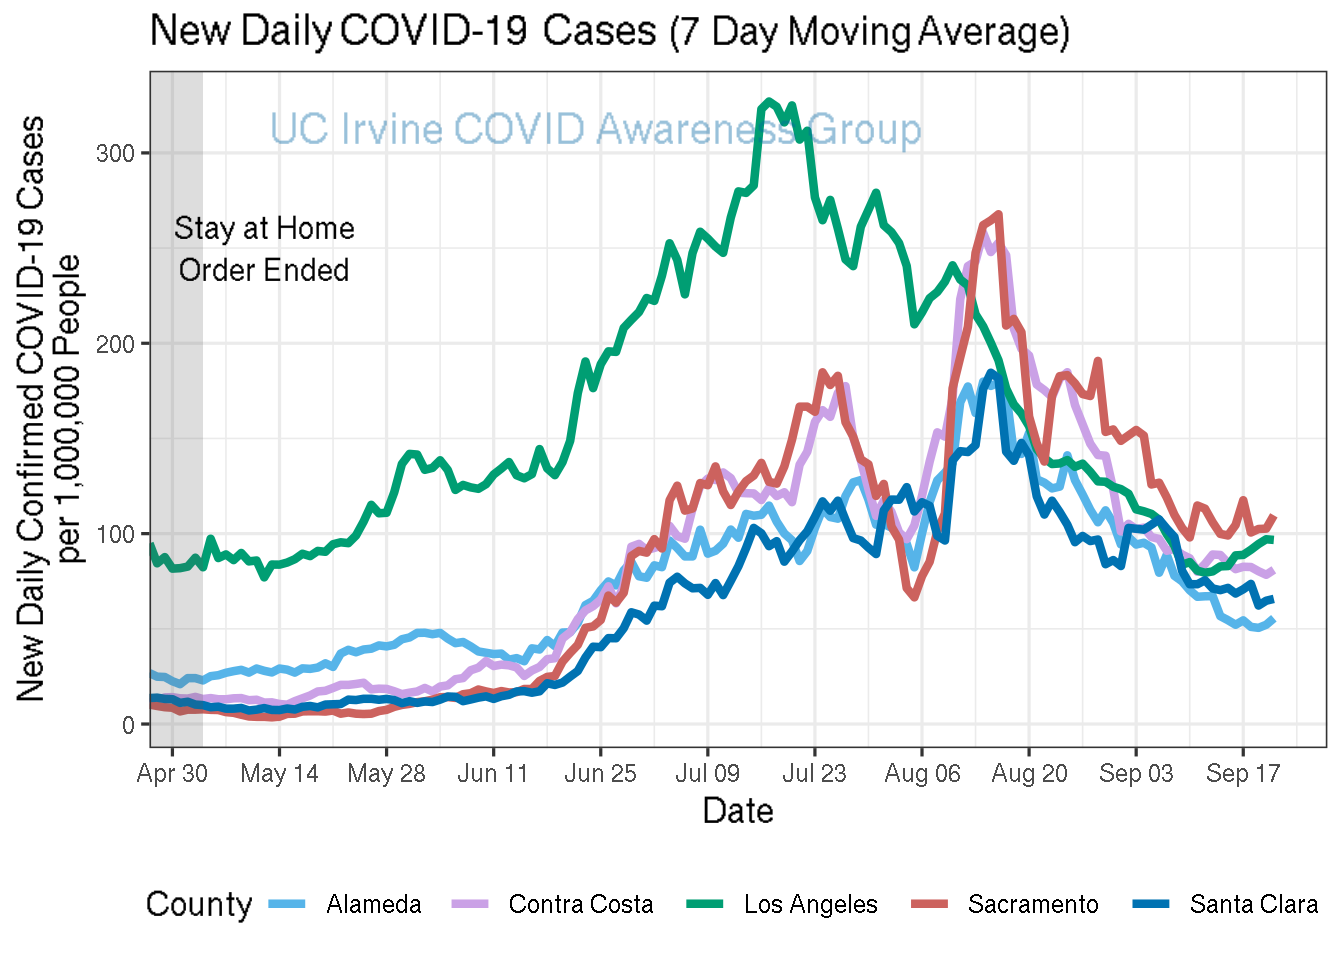 New Daily COVID-19 Cases (7 Day Moving Average)
UC Irvine COVID Awareness Group
Stay at Home
Order Ended
New Daily Confirmed COVID-19 Cases
per 1,000,000 People
300
200
100
0
Apr 30 May 14 May 28 Jun 11 Jun 25 Jul 09 Jul 23 Aug 06 Aug 20 Sep 03 Sep 17
Date
County Alameda Contra Costa Los Angeles Sacramento Santa Clara